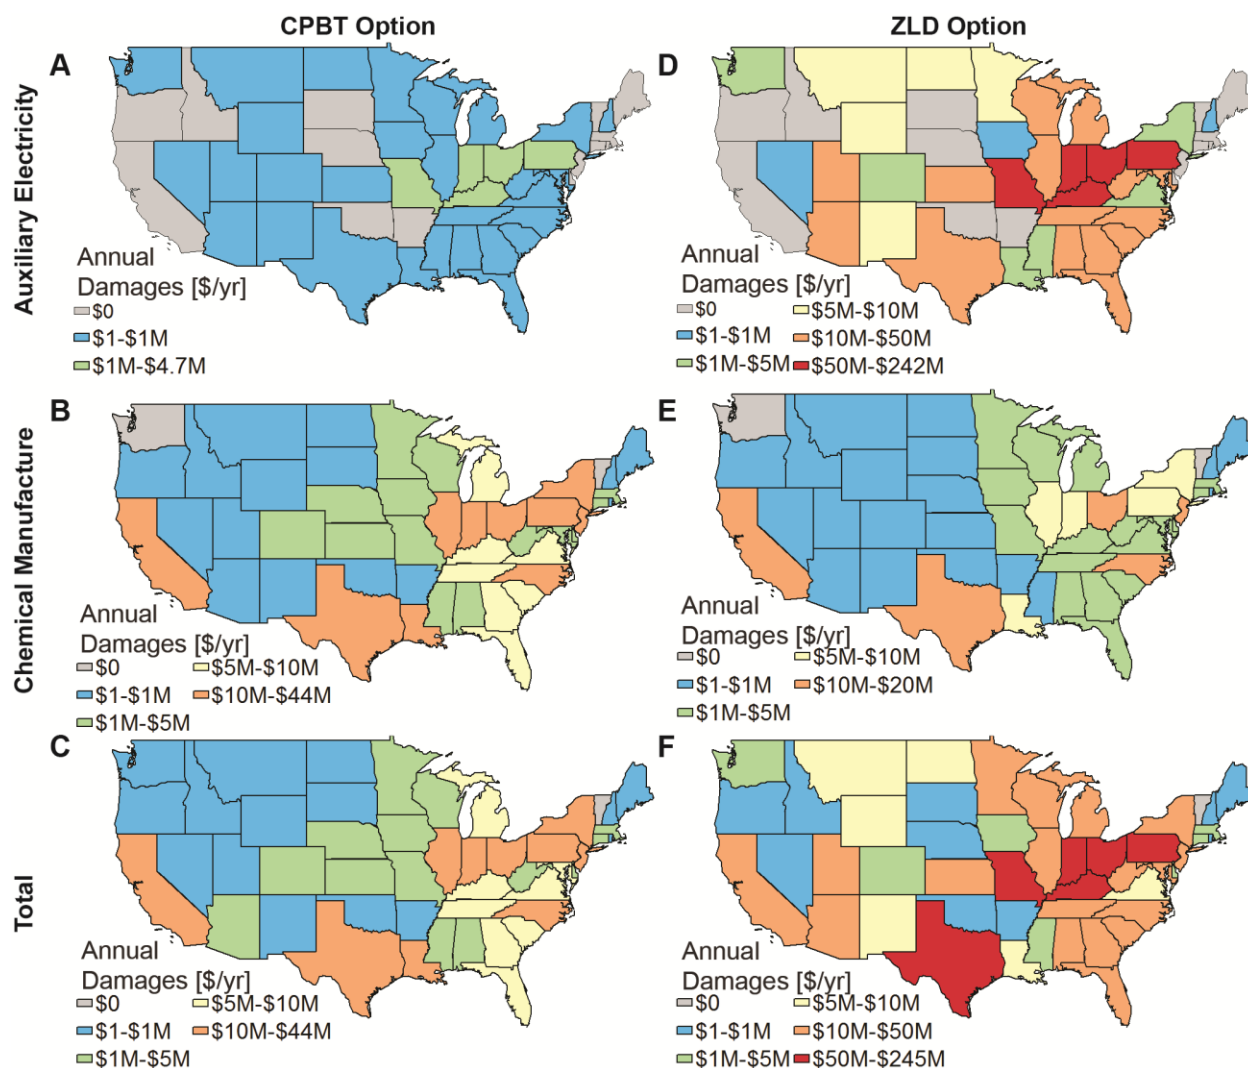 CPBT Option
ZLD Option
Auxiliary Electricity
A
Annual
Damages [$/yr]
$0
$1-$1M
$1M-$4.7M
D
Annual
Damages [$/yr]
$0
$5M-$10M
$1-$1M
$10M-$50M
$1M-$5M
$50M-$242M
Chemical Manufacture
B
Annual
Damages [$/yr]
$0
$5M-$10M
$1-$1M
$10M-$44M
$1M-$5M
E
Annual
Damages [$/yr]
$0
$5M-$10M
$1-$1M
$10M-$20M
$1M-$5M
Total
C
Annual
Damages [$/yr]
$0
$5M-$10M
$1-$1M
$10M-$44M
$1M-$5M
F
Annual
Damages [$/yr]
$0
$5M-$10M
$1-$1M
$10M-$50M
$1M-$5M
$50M-$245M